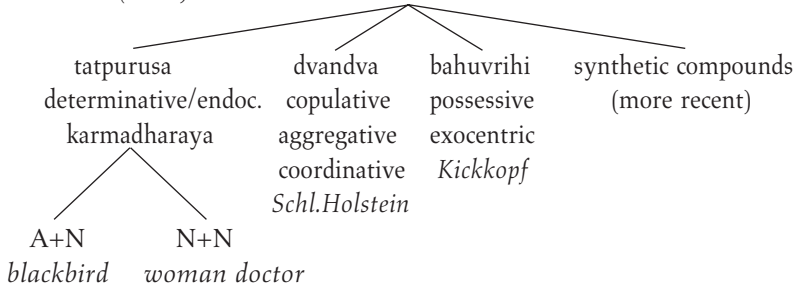 tatpurusa dvandva bahuvrihi synthetic compounds
determinative/endoc. copulative possessive (more recent)
karmadharaya aggregative exocentric
coordinative Kickkopf
Schl.Holstein
A+N N+N
blackbird woman doctor